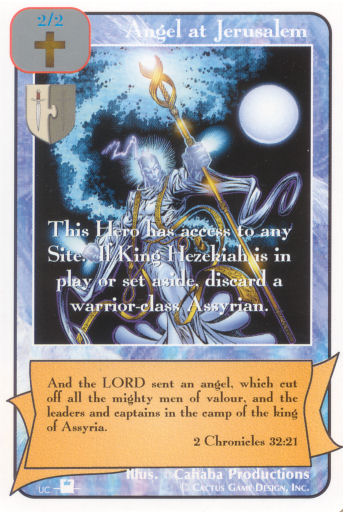 2/2
Angel at Jerusalem
This Hero has access to any
Site. If King Hezekiah is in
play or set aside, discard a
warrior-class Assyrian.
And the LORD sent an angel, which cut
off all the mighty men of valour, and the
leaders and captains in the camp of the king
of Assyria.
2 Chronicles 32:21
Illus. © Cahaba Productions
© CACTUS GAME DESIGN, INC.
UC